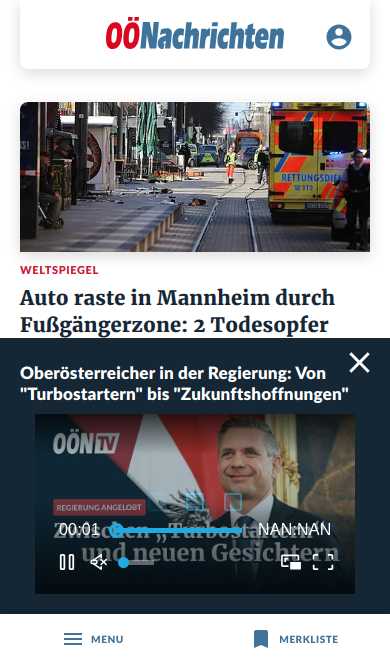 OÖNachrichten
RETTUNGSDIENST
112
WELTSPIEGEL
Auto raste in Mannheim durch
Fußgängerzone: 2 Todesopfer
Oberösterreicher in der Regierung: Von
"Turbostartern" bis "Zukunftshoffnungen"
OÖN TV
REGIERUNG ANGELOBT
Zwischen „Turbostartern"
und neuen Gesichtern
00:01
NAN:NAN
MENU
MERKLISTE